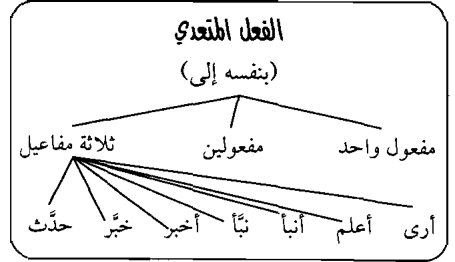 الفعل المتعدي
(بنفسه إلى)
مفعول واحد مفعولين ثلاثة مفاعيل
أرى أعلم أنبأ نبَّأ أخبر خبَّر حدَّث